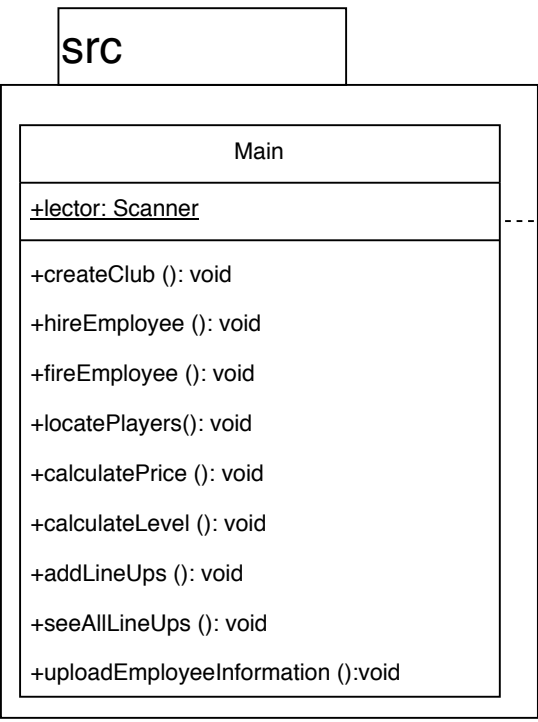 src
Main
+lector: Scanner
+createClub (): void
+hireEmployee (): void
+fireEmployee (): void
+locatePlayers(): void
+calculatePrice (): void
+calculateLevel (): void
+addLineUps (): void
+seeAllLineUps (): void
+uploadEmployeeInformation ():void